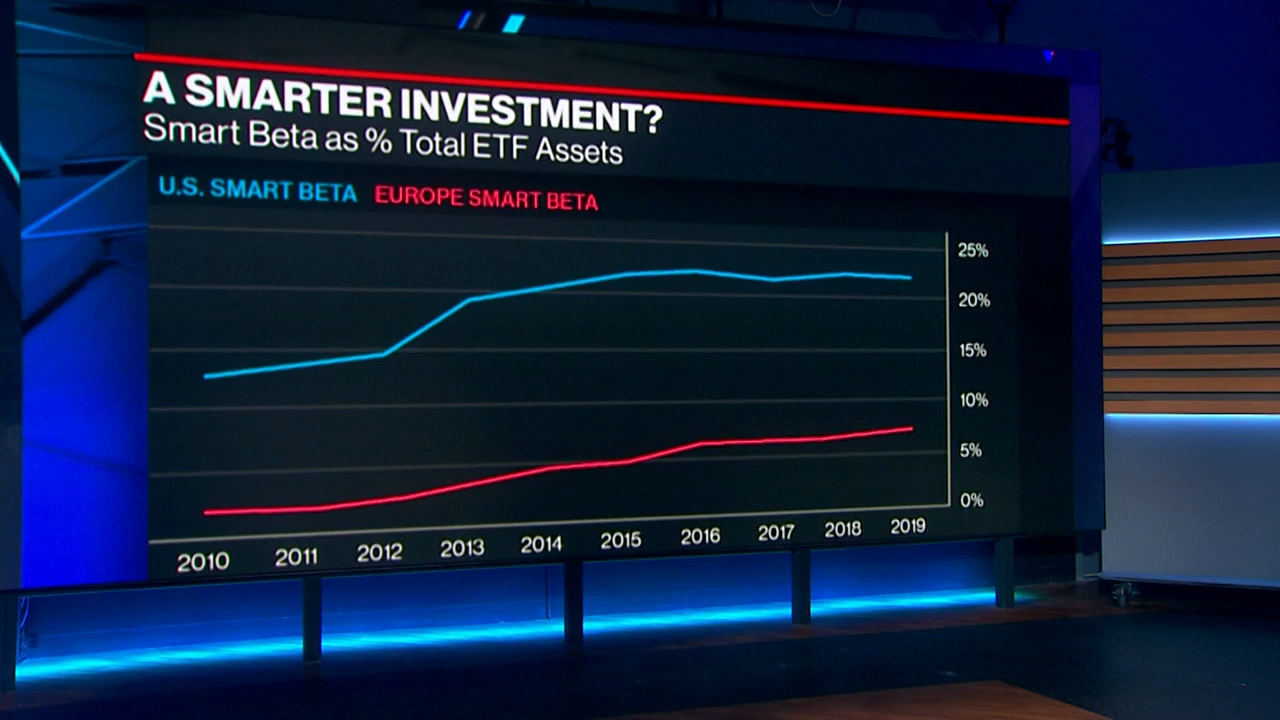 A SMARTER INVESTMENT?
Smart Beta as % Total ETF Assets
U.S. SMART BETA EUROPE SMART BETA
25%
20%
15%
10%
5%
0%
2010 2011 2012 2013 2014 2015 2016 2017 2018 2019